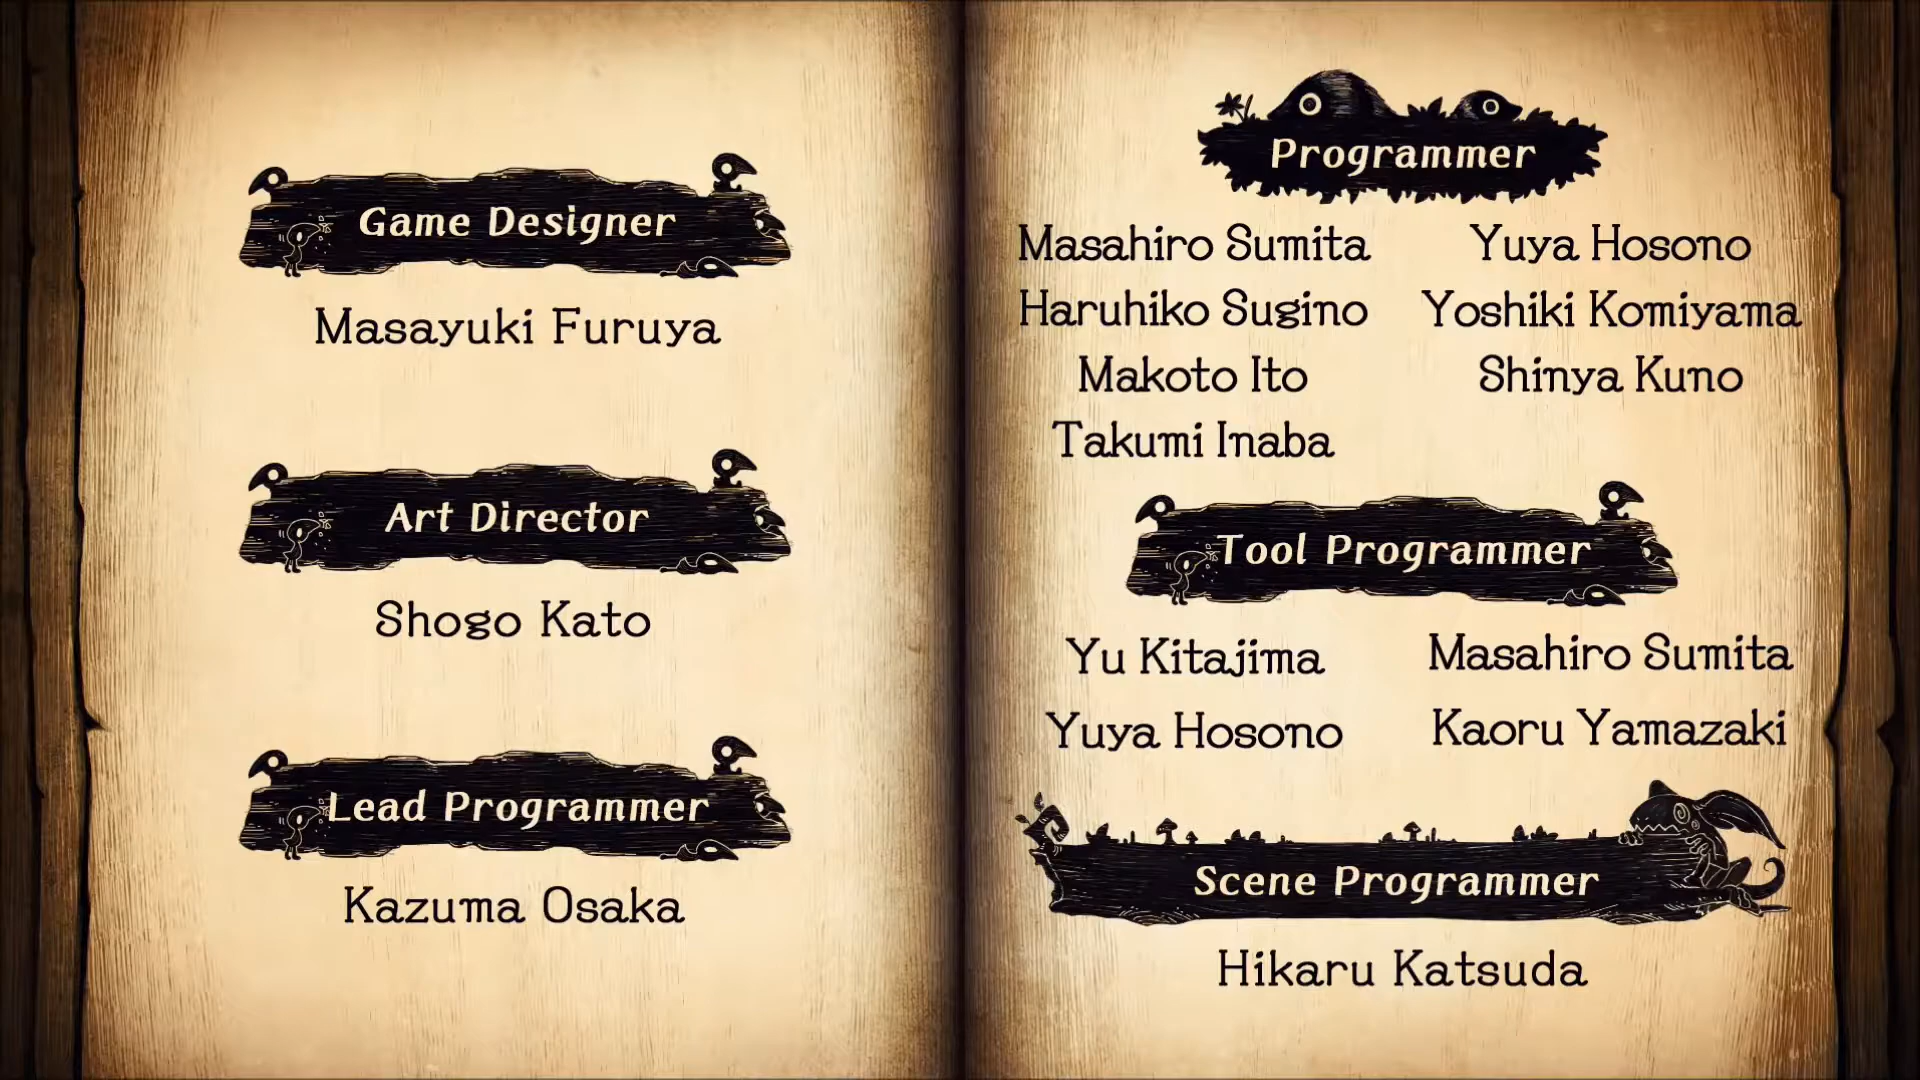 Game Designer
Masayuki Furuya
Art Director
Shogo Kato
Lead Programmer
Kazuma Osaka
Programmer
Masahiro Sumita Yuya Hosono
Haruhiko Sugino Yoshiki Komiyama
Makoto Ito Shinya Kuno
Takumi Inaba
Tool Programmer
Yu Kitajima Masahiro Sumita
Yuya Hosono Kaoru Yamazaki
Scene Programmer
Hikaru Katsuda